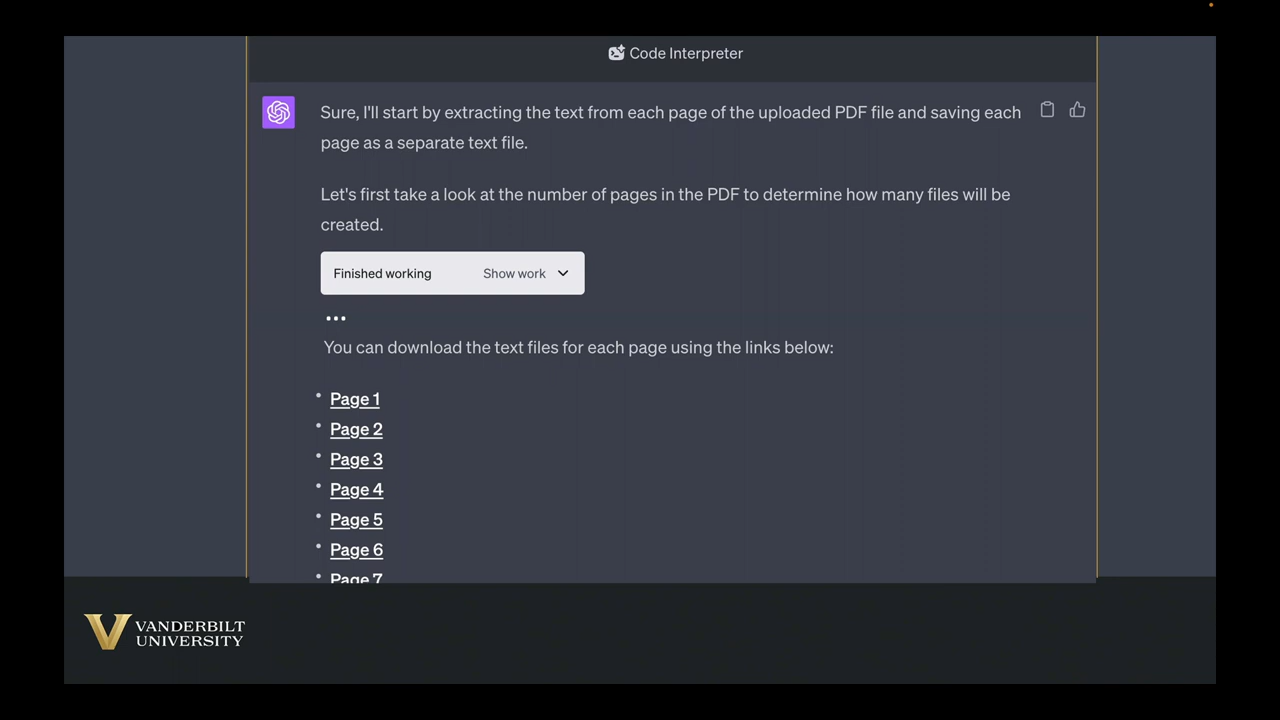 Code Interpreter
Sure, I'll start by extracting the text from each page of the uploaded PDF file and saving each
page as a separate text file.
Let's first take a look at the number of pages in the PDF to determine how many files will be
created.
Finished working Show work
...
You can download the text files for each page using the links below:
• Page 1
• Page 2
• Page 3
• Page 4
• Page 5
• Page 6
• Page 7
VANDERBILT
UNIVERSITY